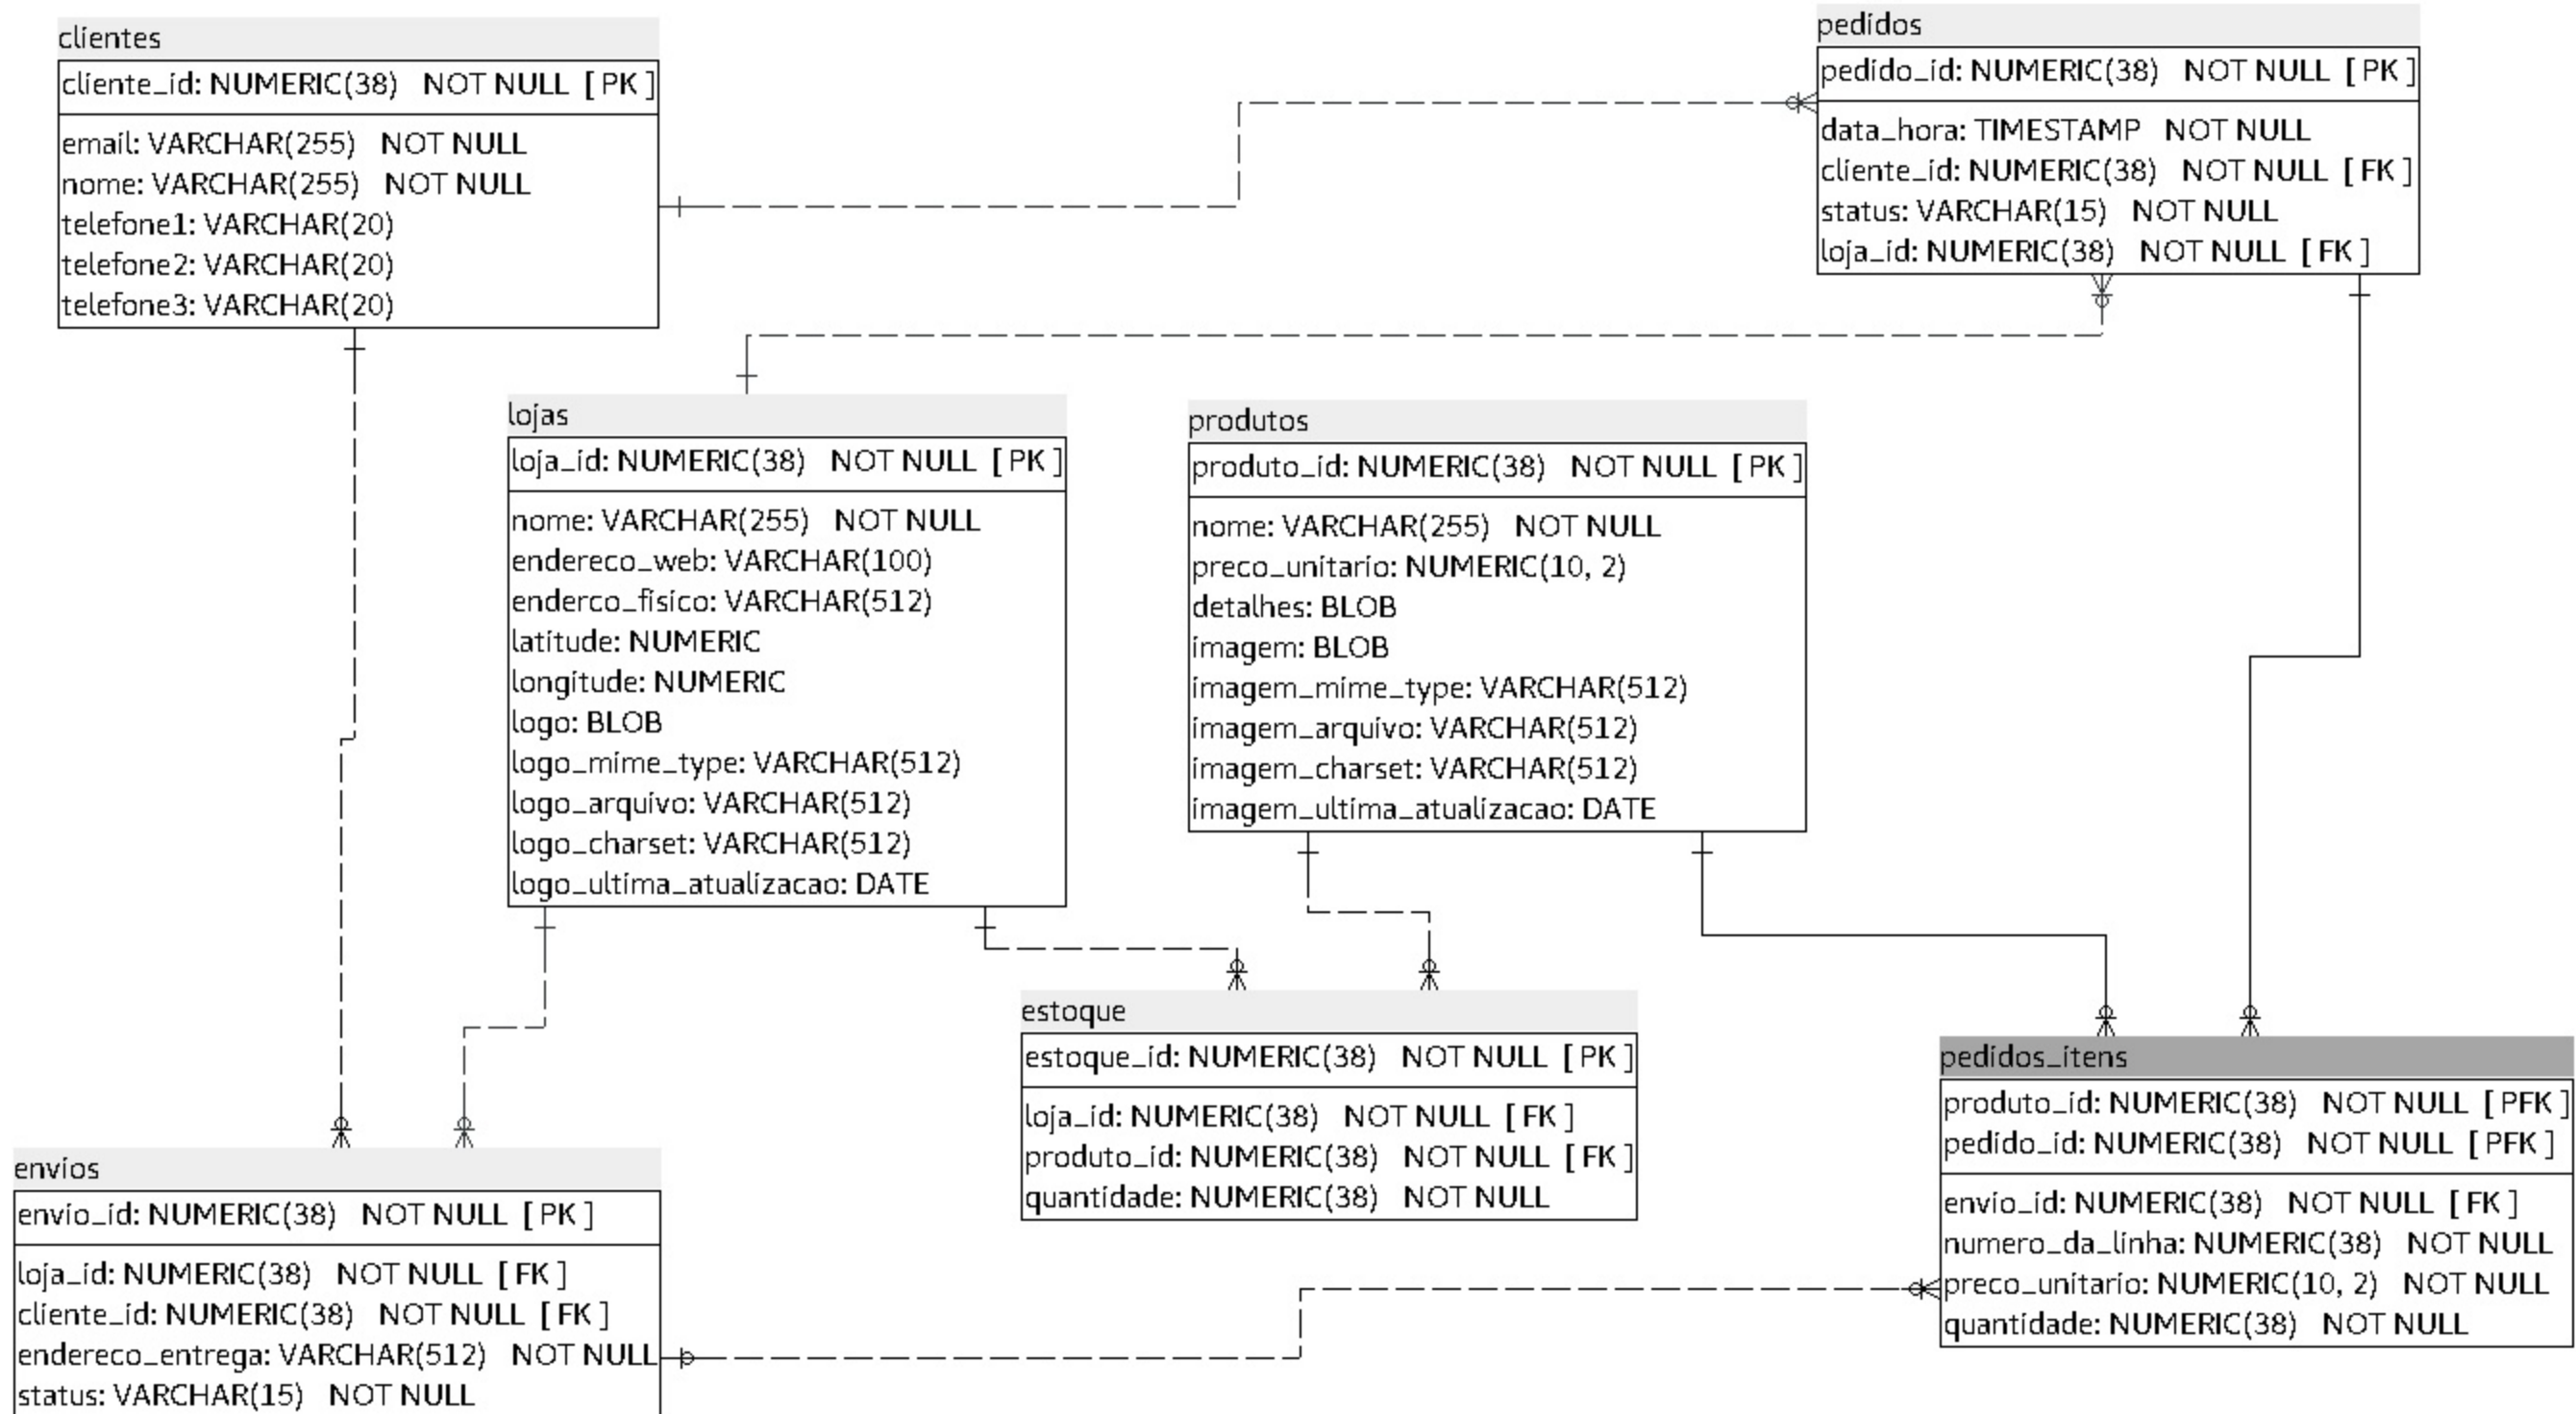 clientes
cliente_id: NUMERIC(38) NOT NULL [ PK ]
email: VARCHAR(255) NOT NULL
nome: VARCHAR(255) NOT NULL
telefone1: VARCHAR(20)
telefone2: VARCHAR(20)
telefone3: VARCHAR(20)
pedidos
pedido_id: NUMERIC(38) NOT NULL [ PK ]
data_hora: TIMESTAMP NOT NULL
cliente_id: NUMERIC(38) NOT NULL [ FK ]
status: VARCHAR(15) NOT NULL
loja_id: NUMERIC(38) NOT NULL [ FK ]
lojas
loja_id: NUMERIC(38) NOT NULL [ PK ]
nome: VARCHAR(255) NOT NULL
endereco_web: VARCHAR(100)
enderco_fisico: VARCHAR(512)
latitude: NUMERIC
longitude: NUMERIC
logo: BLOB
logo_mime_type: VARCHAR(512)
logo_arquivo: VARCHAR(512)
logo_charset: VARCHAR(512)
logo_ultima_atualizacao: DATE
produtos
produto_id: NUMERIC(38) NOT NULL [ PK ]
nome: VARCHAR(255) NOT NULL
preco_unitario: NUMERIC(10, 2)
detalhes: BLOB
imagem: BLOB
imagem_mime_type: VARCHAR(512)
imagem_arquivo: VARCHAR(512)
imagem_charset: VARCHAR(512)
imagem_ultima_atualizacao: DATE
estoque
estoque_id: NUMERIC(38) NOT NULL [ PK ]
loja_id: NUMERIC(38) NOT NULL [ FK ]
produto_id: NUMERIC(38) NOT NULL [ FK ]
quantidade: NUMERIC(38) NOT NULL
pedidos_itens
produto_id: NUMERIC(38) NOT NULL [ PFK ]
pedido_id: NUMERIC(38) NOT NULL [ PFK ]
envio_id: NUMERIC(38) NOT NULL [ FK ]
numero_da_linha: NUMERIC(38) NOT NULL
preco_unitario: NUMERIC(10, 2) NOT NULL
quantidade: NUMERIC(38) NOT NULL
envios
envio_id: NUMERIC(38) NOT NULL [ PK ]
loja_id: NUMERIC(38) NOT NULL [ FK ]
cliente_id: NUMERIC(38) NOT NULL [ FK ]
endereco_entrega: VARCHAR(512) NOT NULL
status: VARCHAR(15) NOT NULL